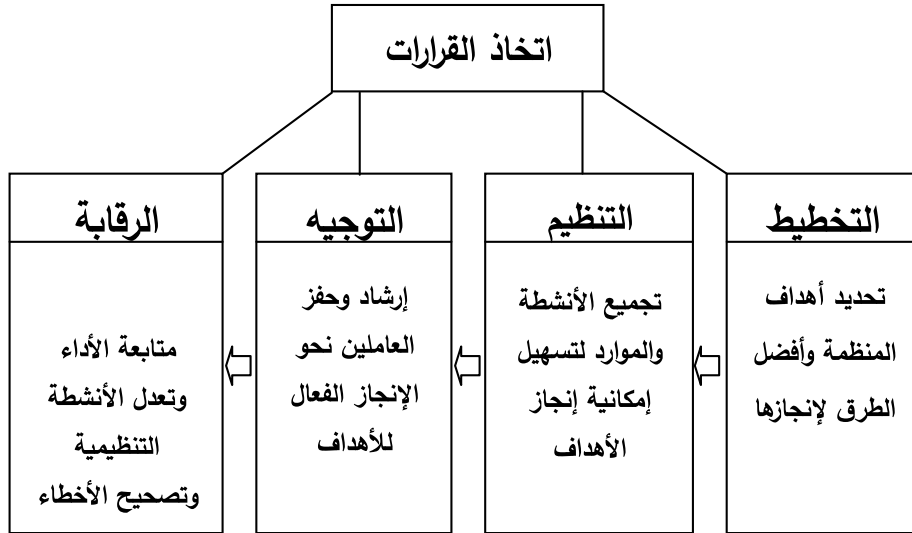 اتخاذ القرارات
التخطيط
تحديد أهداف
المنظمة وأفضل
الطرق لإنجازها
التنظيم
تجميع الأنشطة
والموارد لتسهيل
إمكانية إنجاز
الأهداف
التوجيه
إرشاد وحفز
العاملين نحو
الإنجاز الفعال
للأهداف
الرقابة
متابعة الأداء
وتعدل الأنشطة
التنظيمية
وتصحيح الأخطاء